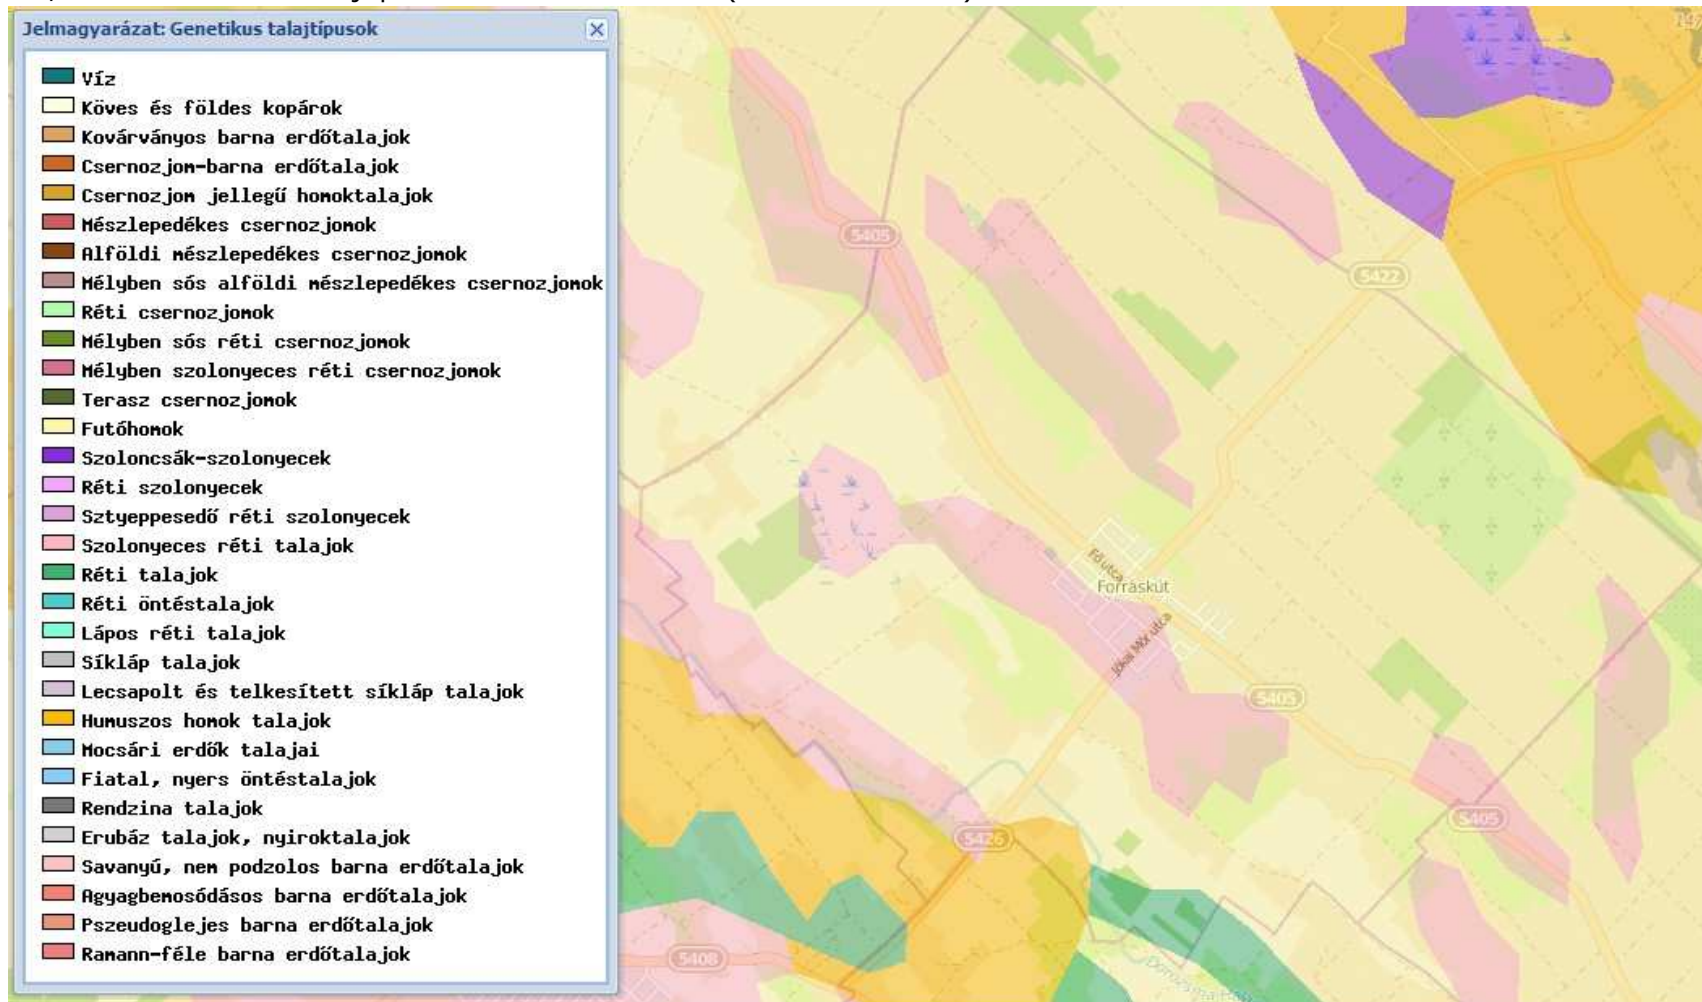 Jelmagyarázat: Genetikus talajtípusok
Víz
Köves és földes kopárok
Kovárványos barna erdőtalajok
Csernozjom-barna erdőtalajok
Csernozjom jellegű homoktalajok
Mészlepedékes csernozjomok
Alföldi mészlepedékes csernozjomok
Mélyben sós alföldi mészlepedékes csernozjomok
Réti csernozjomok
Mélyben sós réti csernozjomok
Mélyben szolonyeces réti csernozjomok
Terasz csernozjomok
Futóhomok
Szoloncsák-szolonyecek
Réti szolonyecek
Sztyeppesedő réti szolonyecek
Szolonyeces réti talajok
Réti talajok
Réti öntéstalajok
Lápos réti talajok
Síkláp talajok
Lecsapolt és telkesített síkláp talajok
Humuszos homok talajok
Mocsári erdők talajai
Fiatal, nyers öntéstalajok
Rendzina talajok
Erubáz talajok, nyiroktalajok
Savanyú, nem podzolos barna erdőtalajok
Agyagbemosódásos barna erdőtalajok
Pszeudoglejes barna erdőtalajok
Ramann-féle barna erdőtalajok
5405
5422
Fő utca
Forráskút
Jókai Mór utca
5405
5405
5426
5408